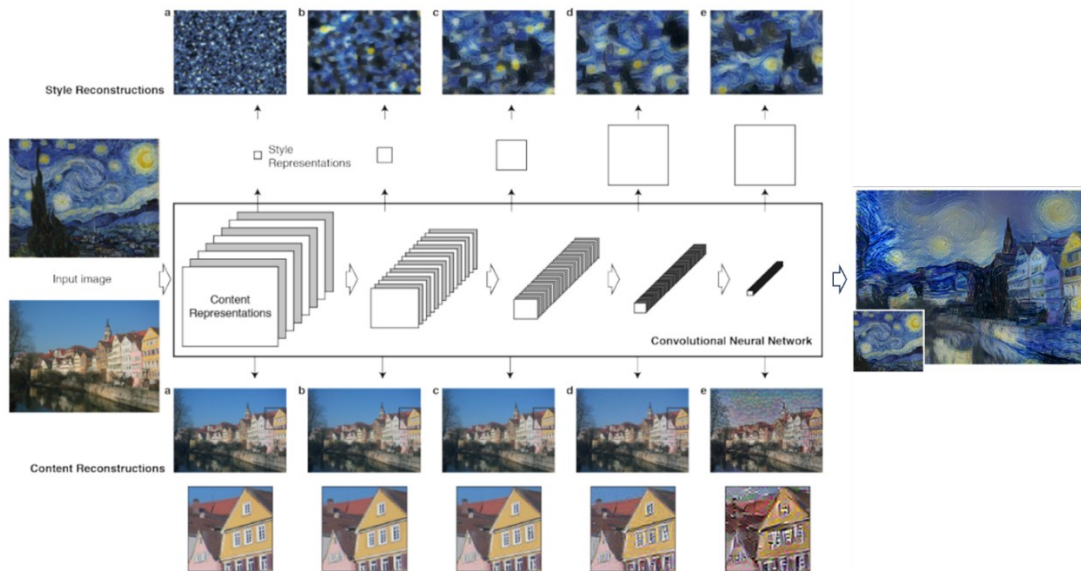 a b c d e
Style Reconstructions
Style
Representations
Input image
Content
Representations
Convolutional Neural Network
a b c d e
Content Reconstructions